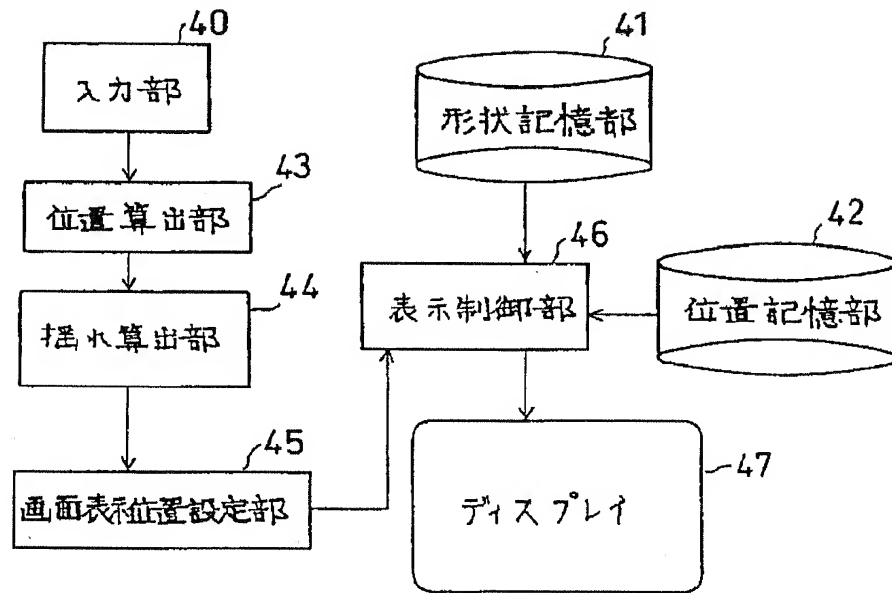 40
入力部
43
位置算出部
44
揺れ算出部
45
画面表示位置設定部
41
形状記憶部
46
表示制御部
42
位置記憶部
47
ディスプレイ